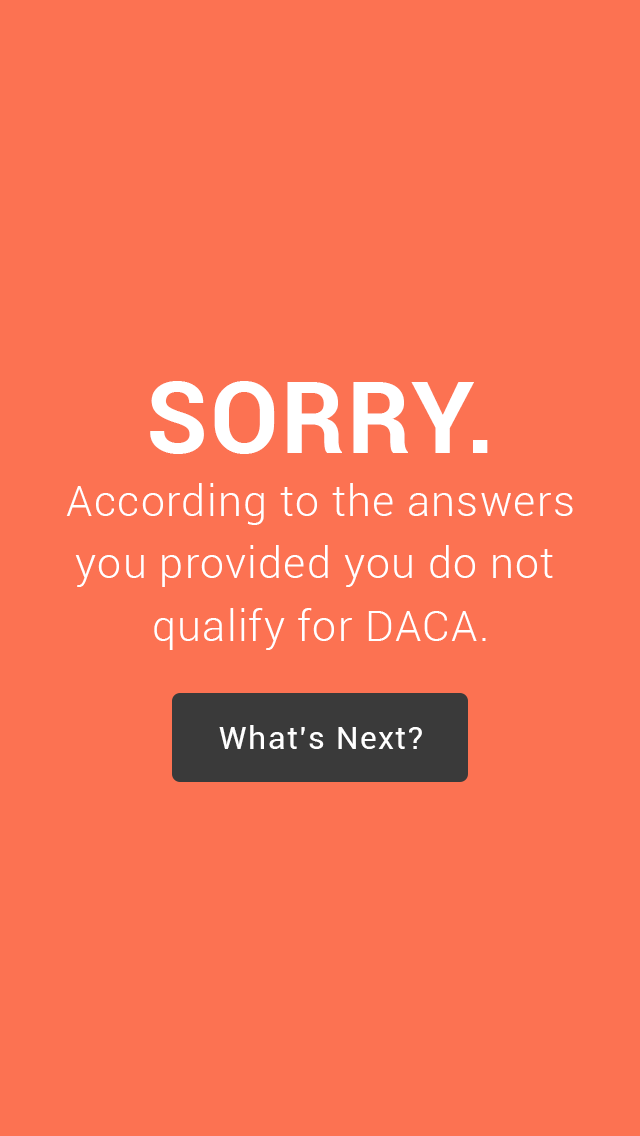 SORRY.
According to the answers
you provided you do not
qualify for DACA.
What's Next?